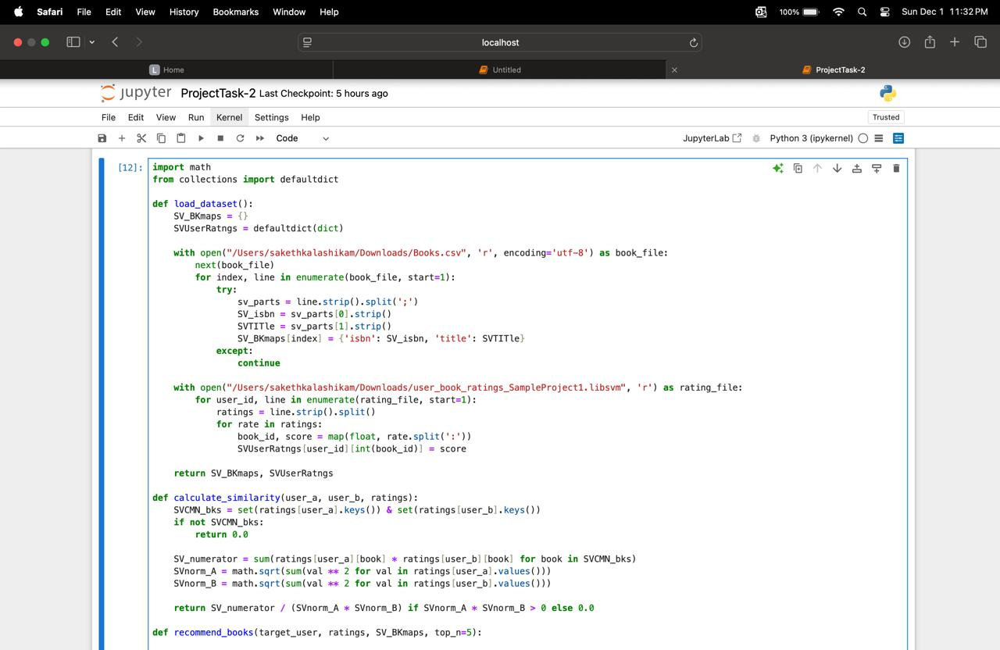 Safari File Edit View History Bookmarks Window Help 100% Sun Dec 1 11:32 PM
localhost
L Home Untitled ProjectTask-2
jupyter ProjectTask-2 Last Checkpoint: 5 hours ago
File Edit View Run Kernel Settings Help Trusted
Code JupyterLab Python 3 (ipykernel)
[12]: import math
from collections import defaultdict
def load_dataset():
SV_BKmaps = {}
SVUserRatngs = defaultdict(dict)
with open("/Users/sakethkalashikam/Downloads/Books.csv", 'r', encoding='utf-8') as book_file:
next(book_file)
for index, line in enumerate(book_file, start=1):
try:
sv_parts = line.strip().split(';')
SV_isbn = sv_parts[0].strip()
SVTITle = sv_parts[1].strip()
SV_BKmaps[index] = {'isbn': SV_isbn, 'title': SVTITle}
except:
continue
with open("/Users/sakethkalashikam/Downloads/user_book_ratings_SampleProject1.libsvm", 'r') as rating_file:
for user_id, line in enumerate(rating_file, start=1):
ratings = line.strip().split()
for rate in ratings:
book_id, score = map(float, rate.split(':'))
SVUserRatngs[user_id][int(book_id)] = score
return SV_BKmaps, SVUserRatngs
def calculate_similarity(user_a, user_b, ratings):
SVCMN_bks = set(ratings[user_a].keys()) & set(ratings[user_b].keys())
if not SVCMN_bks:
return 0.0
SV_numerator = sum(ratings[user_a][book] * ratings[user_b][book] for book in SVCMN_bks)
SVnorm_A = math.sqrt(sum(val ** 2 for val in ratings[user_a].values()))
SVnorm_B = math.sqrt(sum(val ** 2 for val in ratings[user_b].values()))
return SV_numerator / (SVnorm_A * SVnorm_B) if SVnorm_A * SVnorm_B > 0 else 0.0
def recommend_books(target_user, ratings, SV_BKmaps, top_n=5):